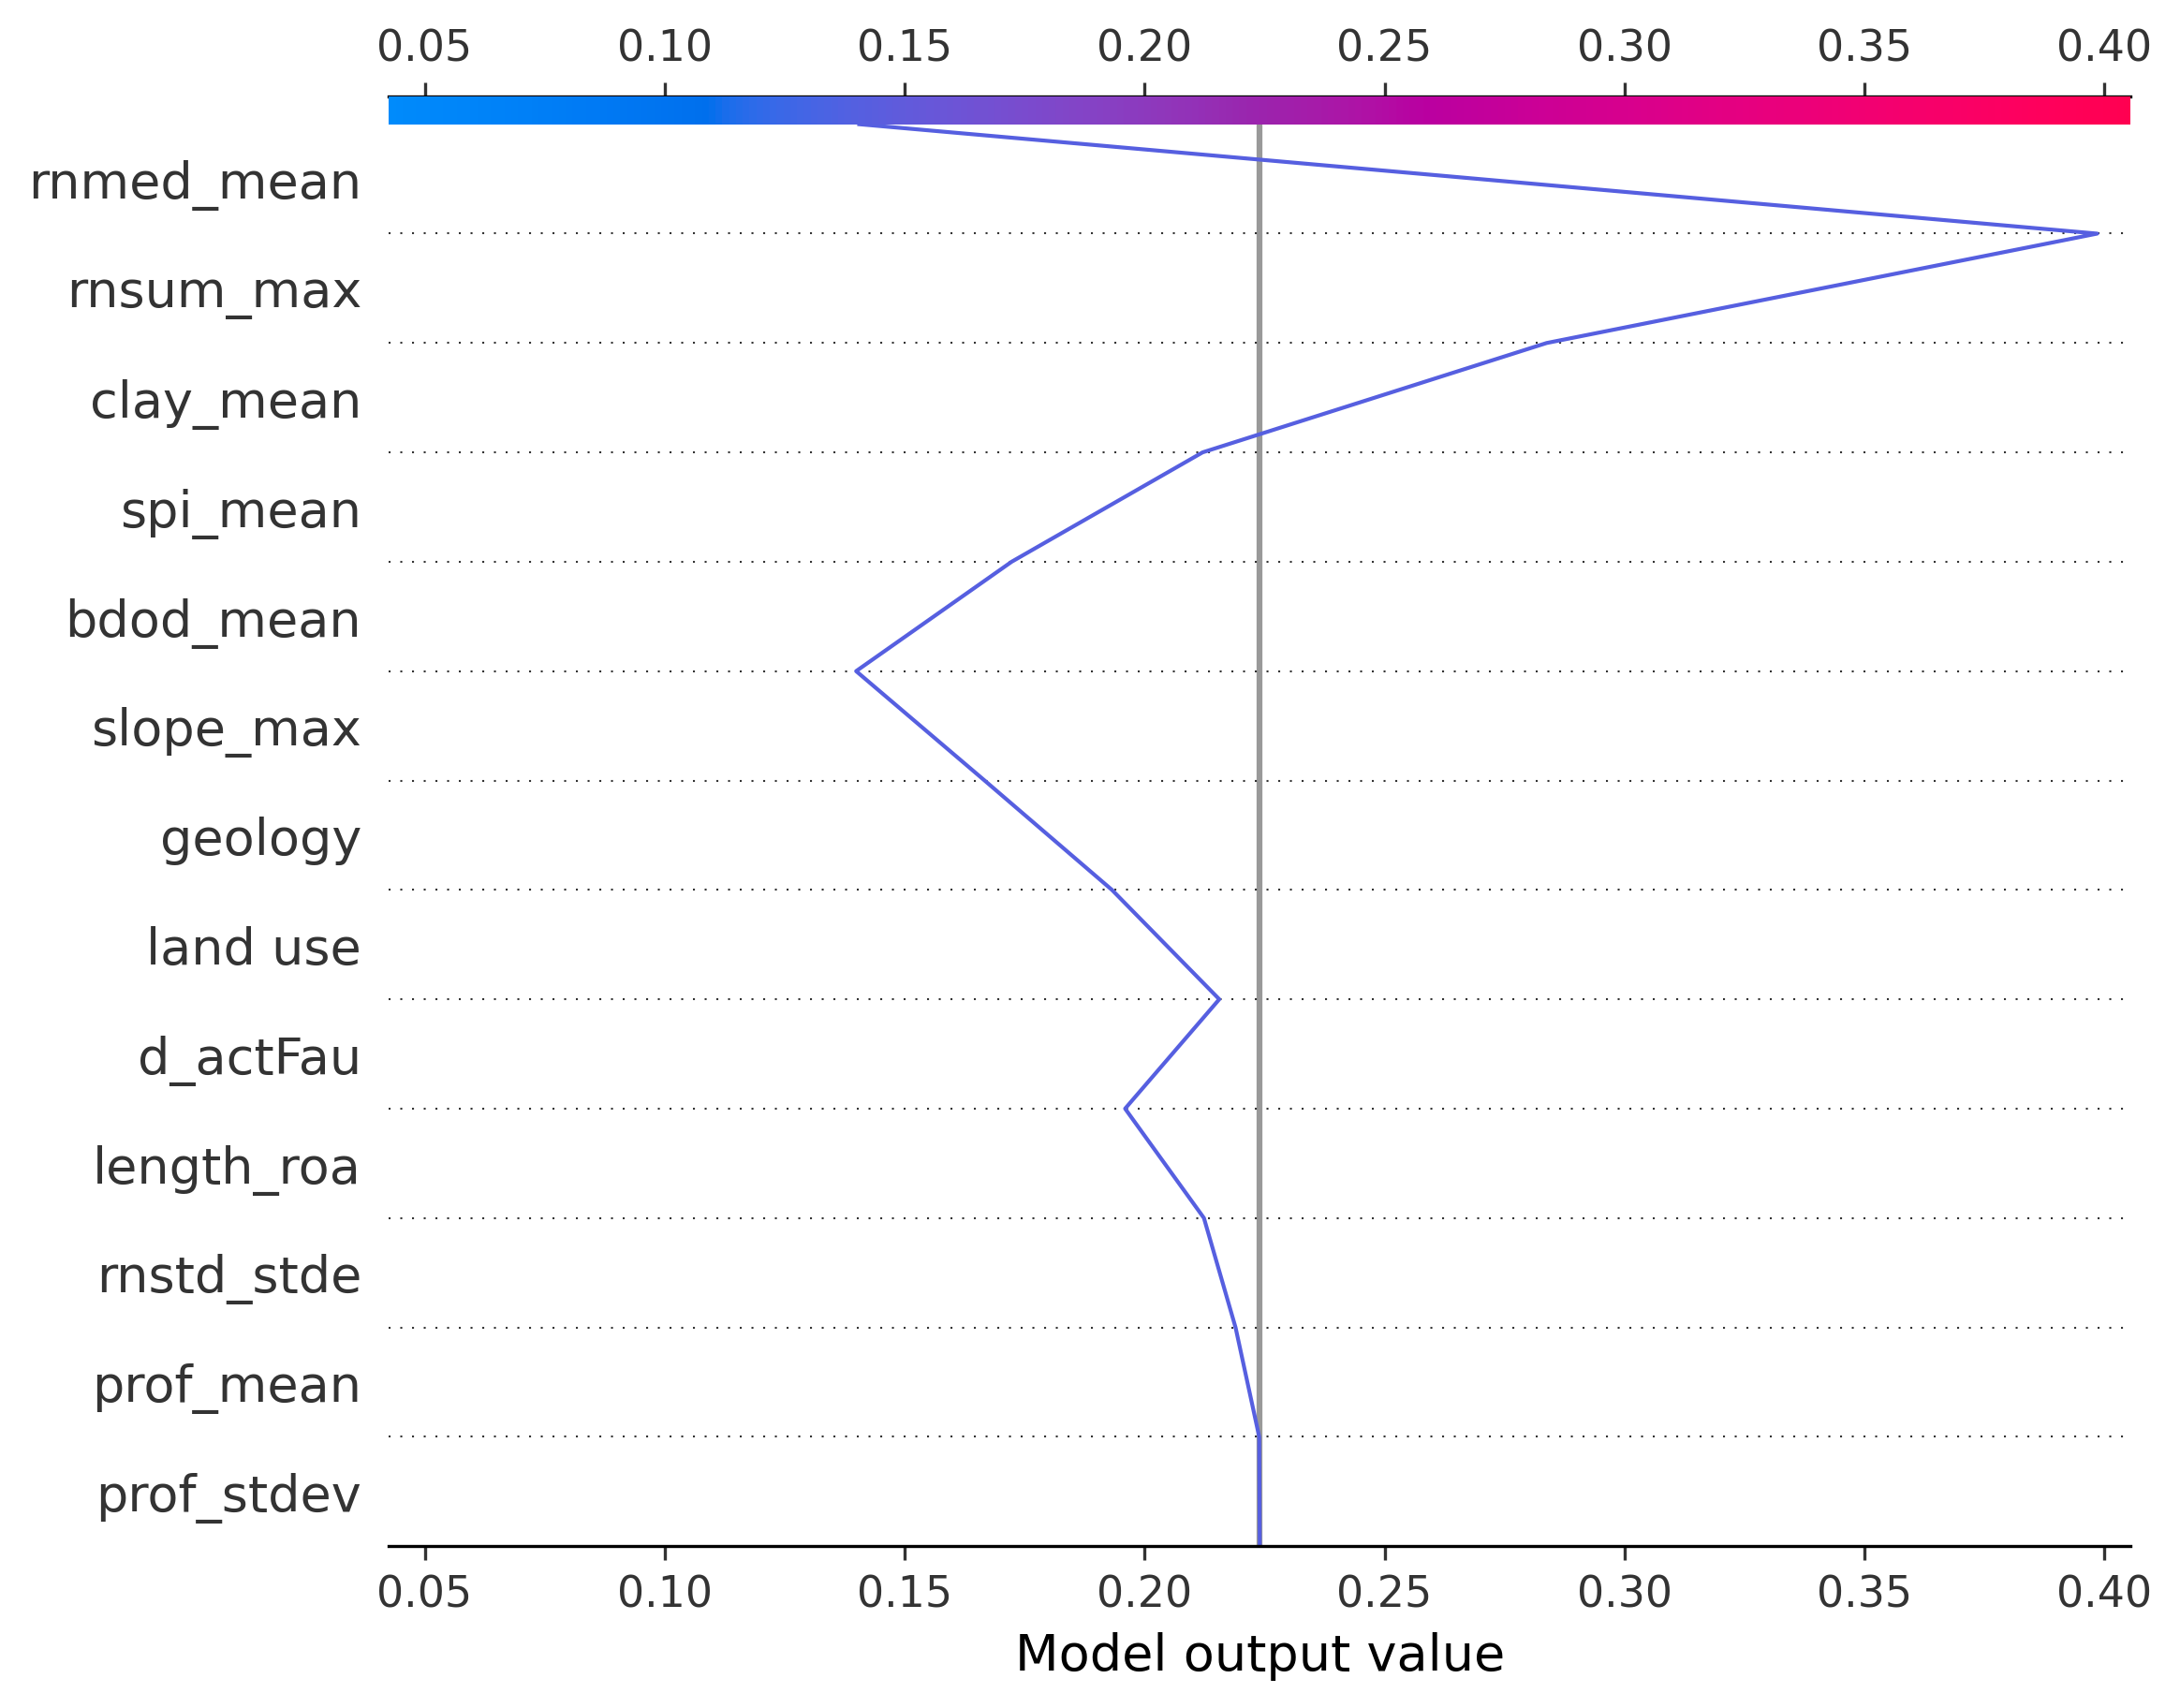 0.05 0.10 0.15 0.20 0.25 0.30 0.35 0.40
rnmed_mean
rnsum_max
clay_mean
spi_mean
bdod_mean
slope_max
geology
land use
d_actFau
length_roa
rnstd_stde
prof_mean
prof_stdev
0.05 0.10 0.15 0.20 0.25 0.30 0.35 0.40
Model output value